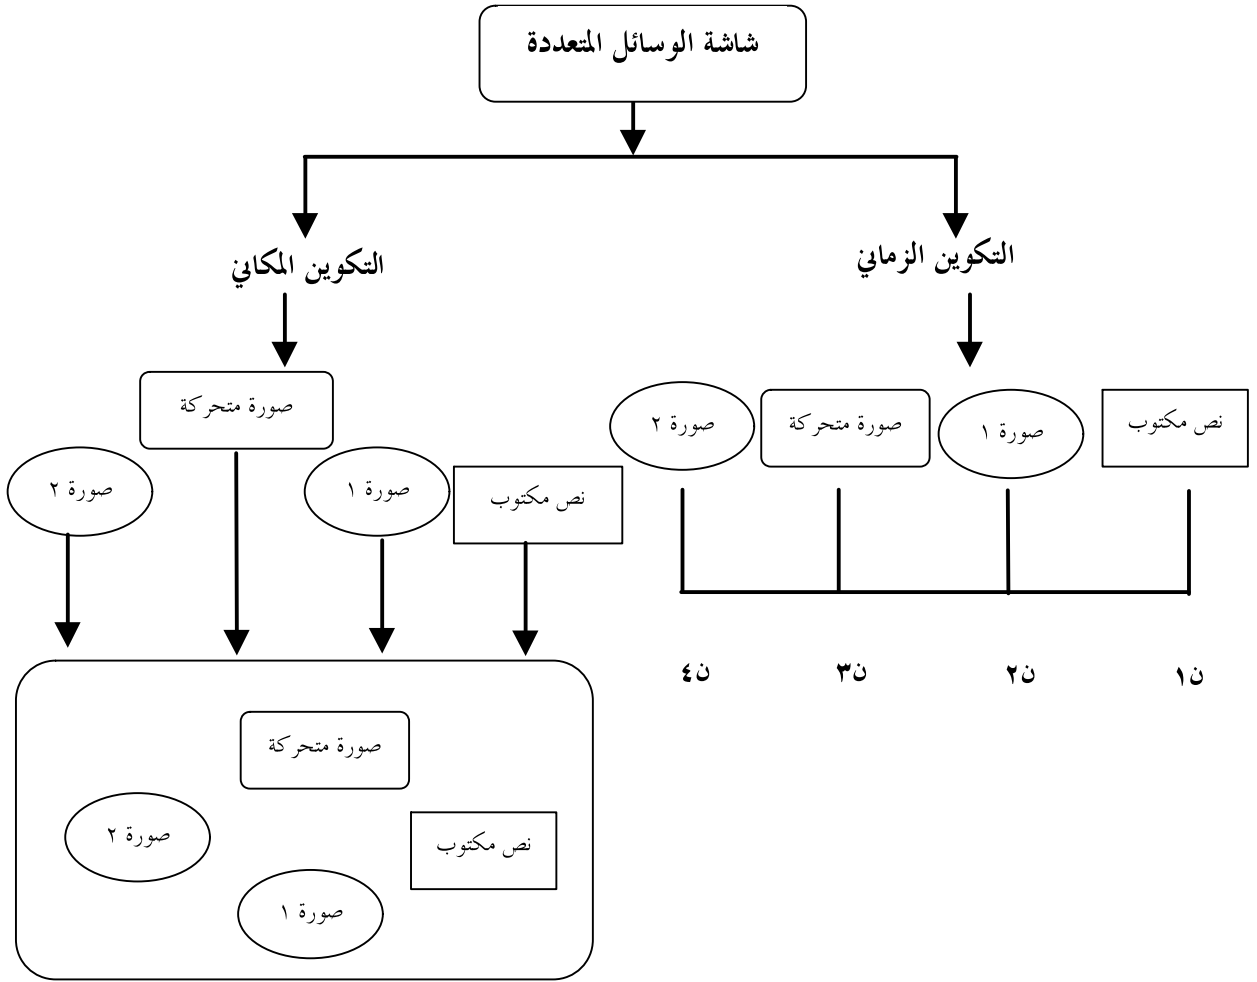 شاشة الوسائل المتعددة
التكوين الزماني
التكوين المكاني
نص مكتوب
صورة ١
صورة متحركة
صورة ٢
ن١
ن٢
ن٣
ن٤
نص مكتوب
صورة ١
صورة متحركة
صورة ٢
صورة متحركة
نص مكتوب
صورة ٢
صورة ١